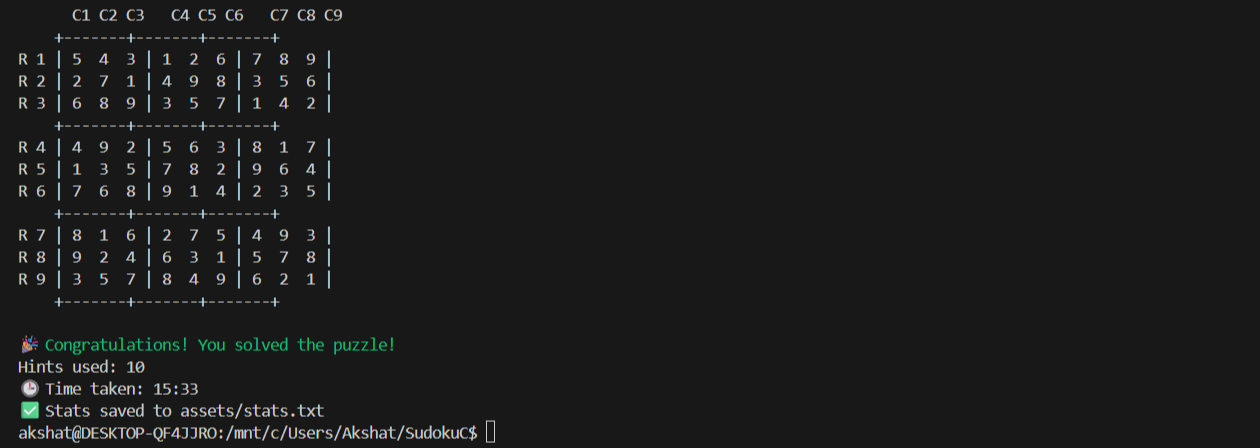 C1 C2 C3   C4 C5 C6   C7 C8 C9
+-------+-------+-------+
R 1 | 5 4 3 | 1 2 6 | 7 8 9 |
R 2 | 2 7 1 | 4 9 8 | 3 5 6 |
R 3 | 6 8 9 | 3 5 7 | 1 4 2 |
+-------+-------+-------+
R 4 | 4 9 2 | 5 6 3 | 8 1 7 |
R 5 | 1 3 5 | 7 8 2 | 9 6 4 |
R 6 | 7 6 8 | 9 1 4 | 2 3 5 |
+-------+-------+-------+
R 7 | 8 1 6 | 2 7 5 | 4 9 3 |
R 8 | 9 2 4 | 6 3 1 | 5 7 8 |
R 9 | 3 5 7 | 8 4 9 | 6 2 1 |
+-------+-------+-------+
🎉 Congratulations! You solved the puzzle!
Hints used: 10
🕒 Time taken: 15:33
✅ Stats saved to assets/stats.txt
akshat@DESKTOP-QF4JJRO:/mnt/c/Users/Akshat/SudokuC$